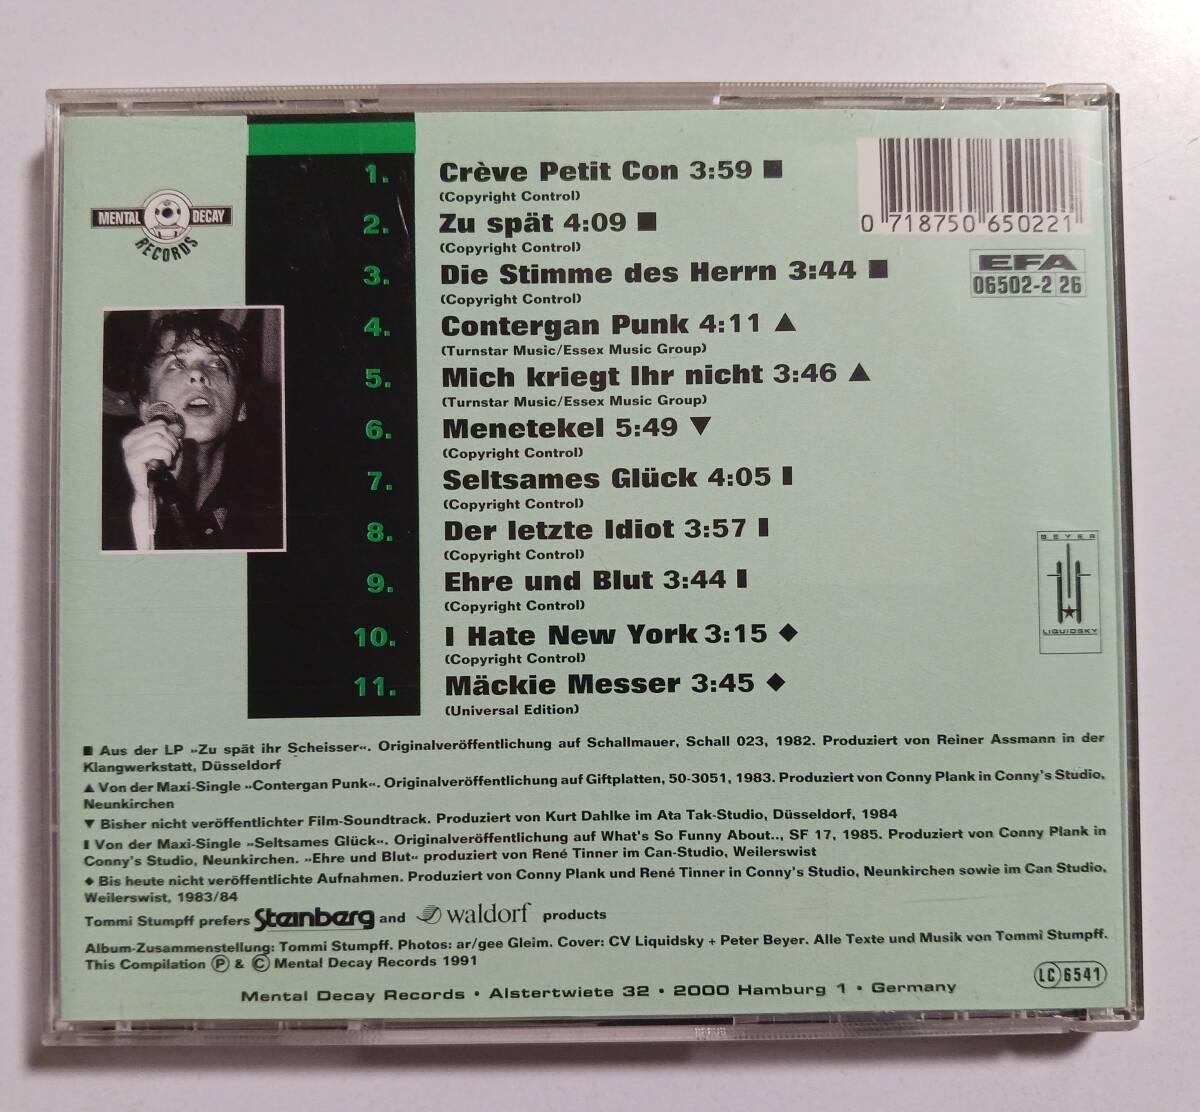 MENTAL DECAY
RECORDS
1. Crève Petit Con 3:59 ■
(Copyright Control)
2. Zu spät 4:09 ■
(Copyright Control)
3. Die Stimme des Herrn 3:44 ■
(Copyright Control)
4. Contergan Punk 4:11 ▲
(Turnstar Music/Essex Music Group)
5. Mich kriegt Ihr nicht 3:46 ▲
(Turnstar Music/Essex Music Group)
6. Menetekel 5:49 ▼
(Copyright Control)
7. Seltsames Glück 4:05 ▮
(Copyright Control)
8. Der letzte Idiot 3:57 ▮
(Copyright Control)
9. Ehre und Blut 3:44 ▮
(Copyright Control)
10. I Hate New York 3:15 ◆
(Copyright Control)
11. Mäckie Messer 3:45 ◆
(Universal Edition)
0 718750 650221
EFA
06502-2 26
BEYER
LIQUIDSKY
■ Aus der LP »Zu spät ihr Scheisser«. Originalveröffentlichung auf Schallmauer, Schall 023, 1982. Produziert von Reiner Assmann in der
Klangwerkstatt, Düsseldorf
▲ Von der Maxi-Single »Contergan Punk«. Originalveröffentlichung auf Giftplatten, 50-3051, 1983. Produziert von Conny Plank in Conny's Studio,
Neunkirchen
▼ Bisher nicht veröffentlichter Film-Soundtrack. Produziert von Kurt Dahlke im Ata Tak-Studio, Düsseldorf, 1984
▮ Von der Maxi-Single »Seltsames Glück«. Originalveröffentlichung auf What's So Funny About.., SF 17, 1985. Produziert von Conny Plank in
Conny's Studio, Neunkirchen. »Ehre und Blut« produziert von René Tinner im Can-Studio, Weilerswist
◆ Bis heute nicht veröffentlichte Aufnahmen. Produziert von Conny Plank und René Tinner in Conny's Studio, Neunkirchen sowie im Can Studio,
Weilerswist, 1983/84
Tommi Stumpff prefers Steinberg and waldorf products
Album-Zusammenstellung: Tommi Stumpff. Photos: ar/gee Gleim. Cover: CV Liquidsky + Peter Beyer. Alle Texte und Musik von Tommi Stumpff.
This Compilation Ⓟ & © Mental Decay Records 1991
LC 6541
Mental Decay Records • Alstertwiete 32 • 2000 Hamburg 1 • Germany